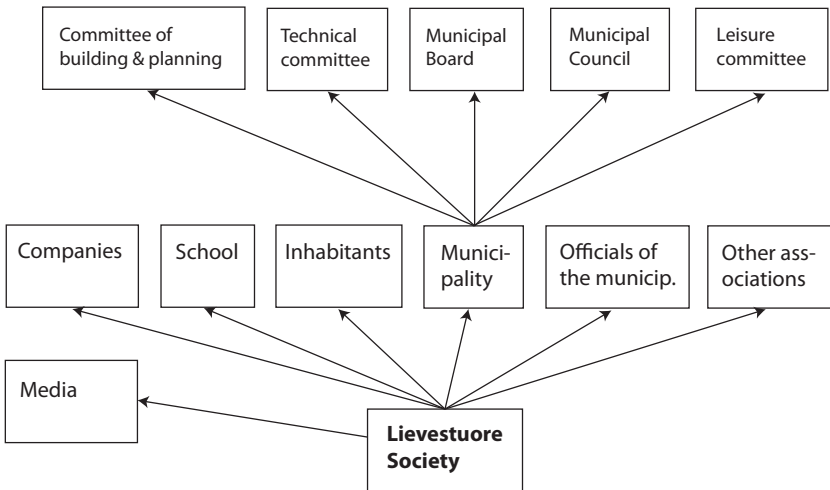 Committee of
building & planning
Technical
committee
Municipal
Board
Municipal
Council
Leisure
committee
Companies
School
Inhabitants
Munici-
pality
Officials of
the municip.
Other ass-
ociations
Media
Lievestuore
Society